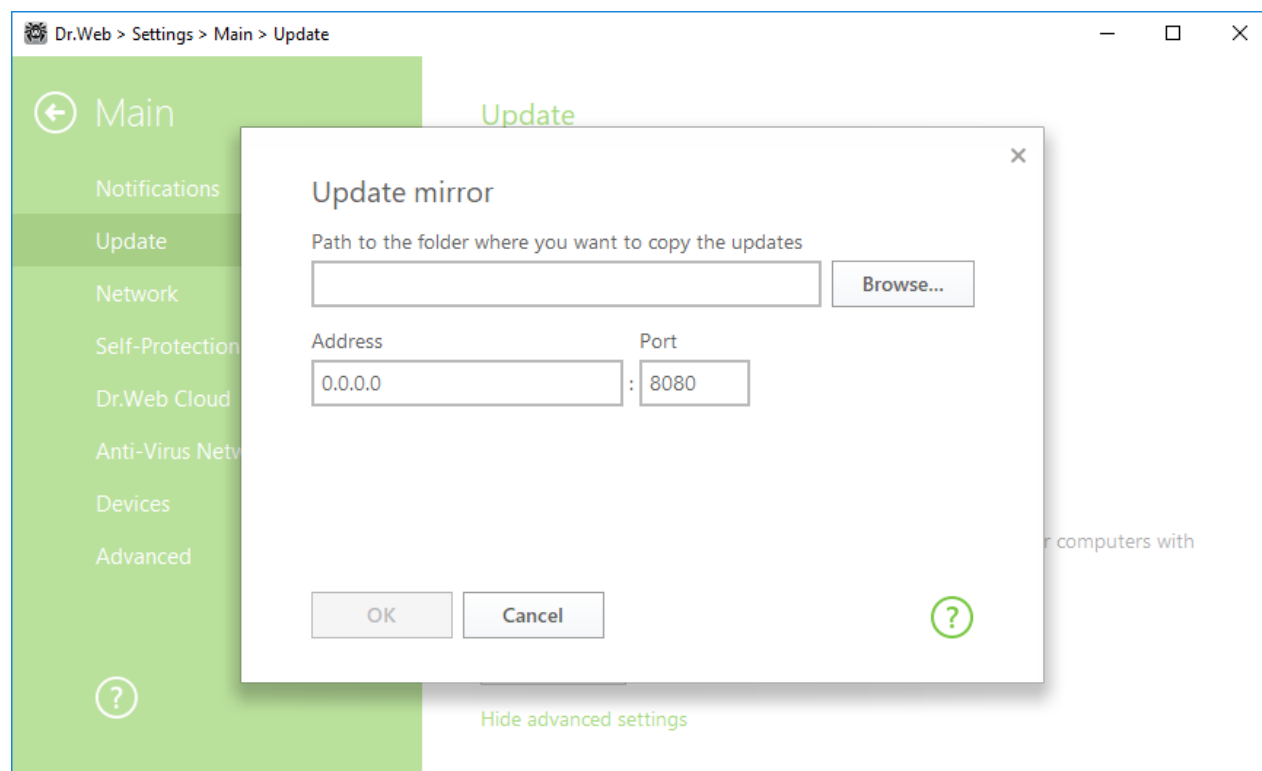 Dr.Web > Settings > Main > Update
Main
Notifications
Update
Network
Self-Protection
Dr.Web Cloud
Anti-Virus
Devices
Advanced
?
Update
×
Update mirror
Path to the folder where you want to copy the updates
Browse...
Address Port
0.0.0.0 : 8080
OK Cancel ?
computers with
Hide advanced settings